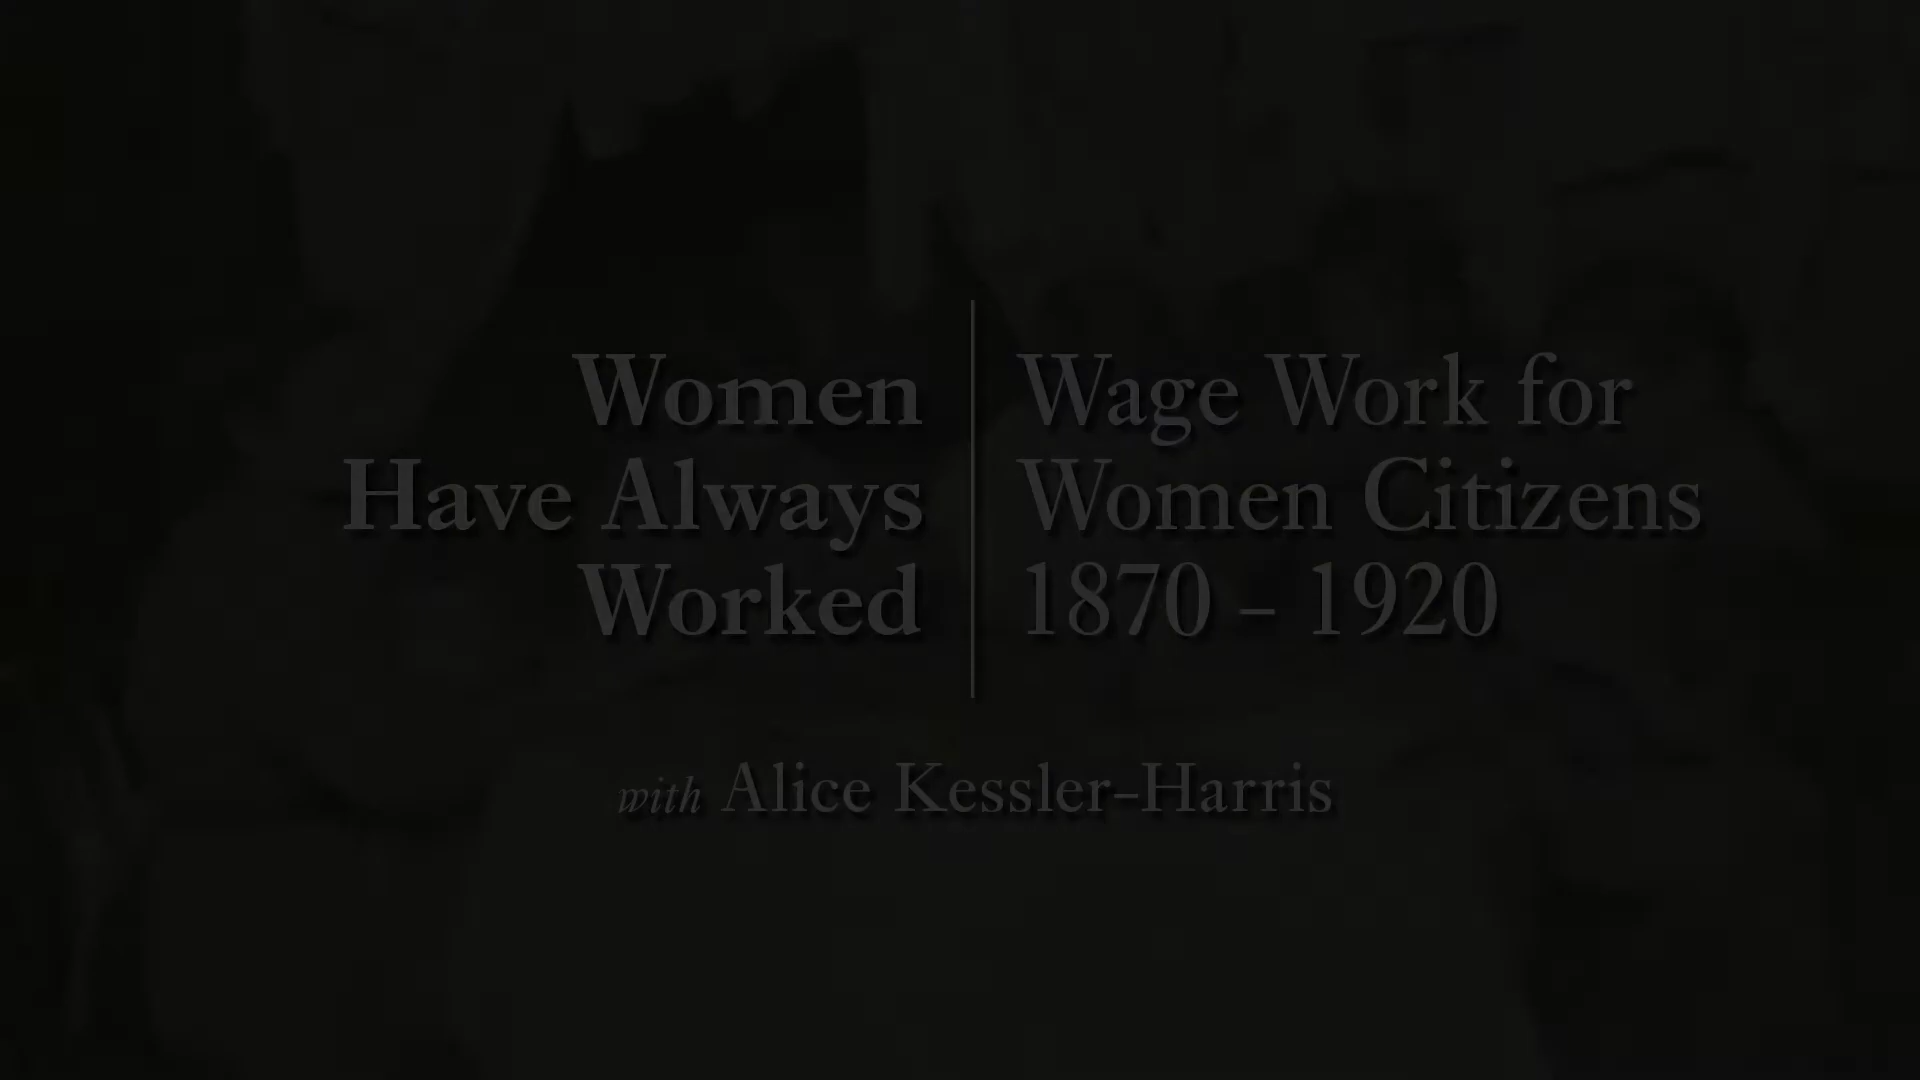 Women
Have Always
Worked
Wage Work for
Women Citizens
1870 – 1920
with Alice Kessler-Harris